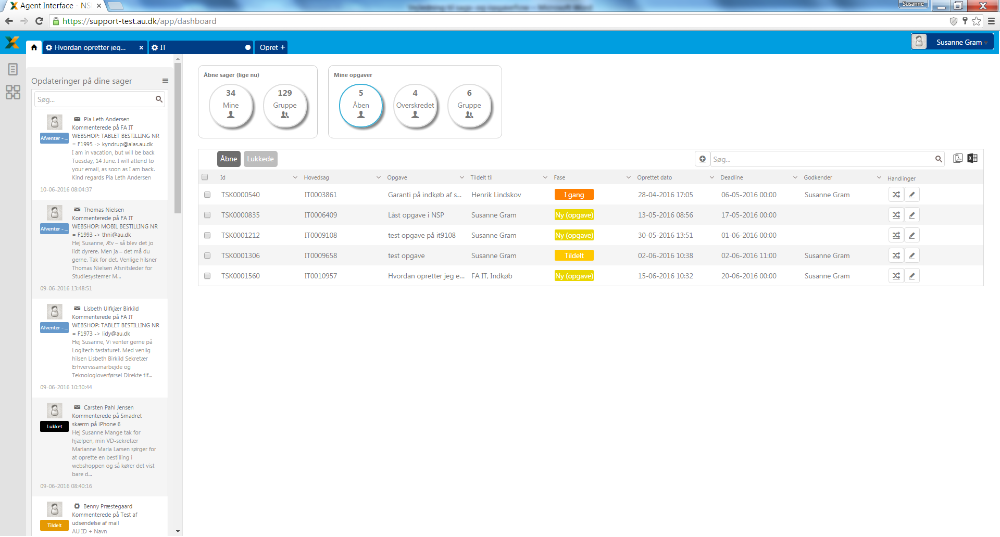 Agent Interface - NS
Susanne
https://support-test.au.dk/app/dashboard
Hvordan opretter jeg...
IT
Opret +
Susanne Gram
Opdateringer på dine sager
Søg...
Pia Leth Andersen
Kommenterede på FA IT
Afventer - ...
WEBSHOP: TABLET BESTILLING NR
= F1995 -> kyndrup@aias.au.dk
I am in vacation, but will be back
Tuesday, 14 June. I will attend to
your email, as soon as I am back.
Kind regards Pia Leth Andersen
10-06-2016 08:04:37
Thomas Nielsen
Kommenterede på FA IT
Afventer - ...
WEBSHOP: MOBIL BESTILLING NR
= F1993 -> thni@au.dk
Hej Susanne, Æv – så blev det jo
lidt dyrere. Men ja – det må du
gerne. Tak for det. Venlige hilsner
Thomas Nielsen Afsnitsleder for
Studiesystemer M...
09-06-2016 13:48:51
Lisbeth Ulfkjær Birkild
Kommenterede på FA IT
Afventer - ...
WEBSHOP: TABLET BESTILLING NR
= F1973 -> lidy@au.dk
Hej Susanne, Vi venter gerne på
Logitech tastaturet. Med venlig
hilsen Lisbeth Birkild Sekretær
Erhvervssamarbejde og
Teknologioverførsel Direkte tlf...
09-06-2016 10:30:44
Carsten Pahl Jensen
Kommenterede på Smadret
Lukket
skærm på iPhone 6
Hej Susanne Mange tak for
hjælpen, min VD-sekretær
Marianne Maria Larsen sørger for
at oprette en bestilling i
webshoppen og så kører det vist
bare d...
09-06-2016 08:40:16
Benny Præstegaard
Kommenterede på Test af
Tildelt
udsendelse af mail
AU ID + Navn
Åbne sager (lige nu)
34 Mine
129 Gruppe
Mine opgaver
5 Åben
4 Overskredet
6 Gruppe
Åbne Lukkede
Søg...
Id Hovedsag Opgave Tildelt til Fase Oprettet dato Deadline Godkender Handlinger
TSK0000540 IT0003861 Garanti på indkøb af s... Henrik Lindskov I gang 28-04-2016 17:05 06-05-2016 00:00 Susanne Gram
TSK0000835 IT0006409 Låst opgave i NSP Susanne Gram Ny (opgave) 13-05-2016 08:56 17-05-2016 00:00
TSK0001212 IT0009108 test opgave på it9108 Susanne Gram Ny (opgave) 30-05-2016 13:51 01-06-2016 00:00
TSK0001306 IT0009658 test opgave Susanne Gram Tildelt 02-06-2016 10:38 02-06-2016 11:00 Susanne Gram
TSK0001560 IT0010957 Hvordan opretter jeg e... FA IT, Indkøb Ny (opgave) 15-06-2016 10:32 20-06-2016 00:00 Susanne Gram